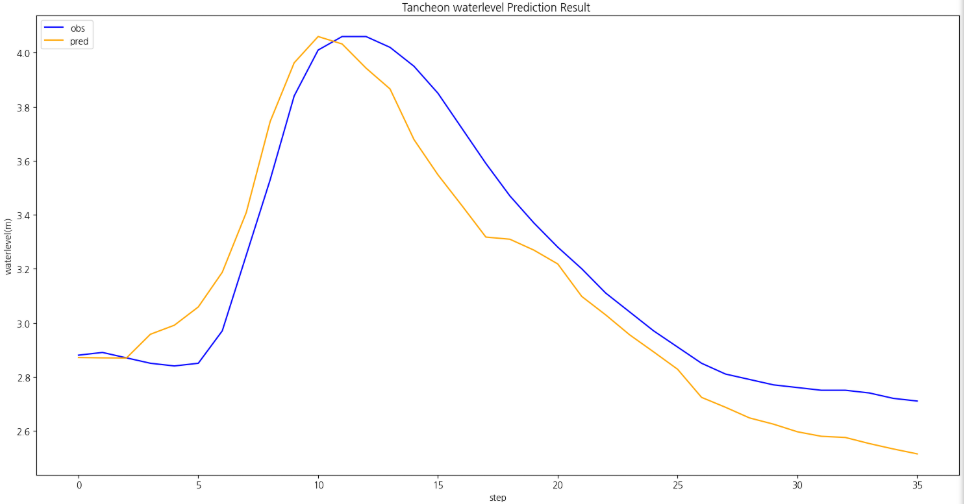 Tancheon waterlevel Prediction Result
obs
pred
4.0
3.8
3.6
3.4
3.2
3.0
2.8
2.6
waterlevel(m)
0 5 10 15 20 25 30 35
step